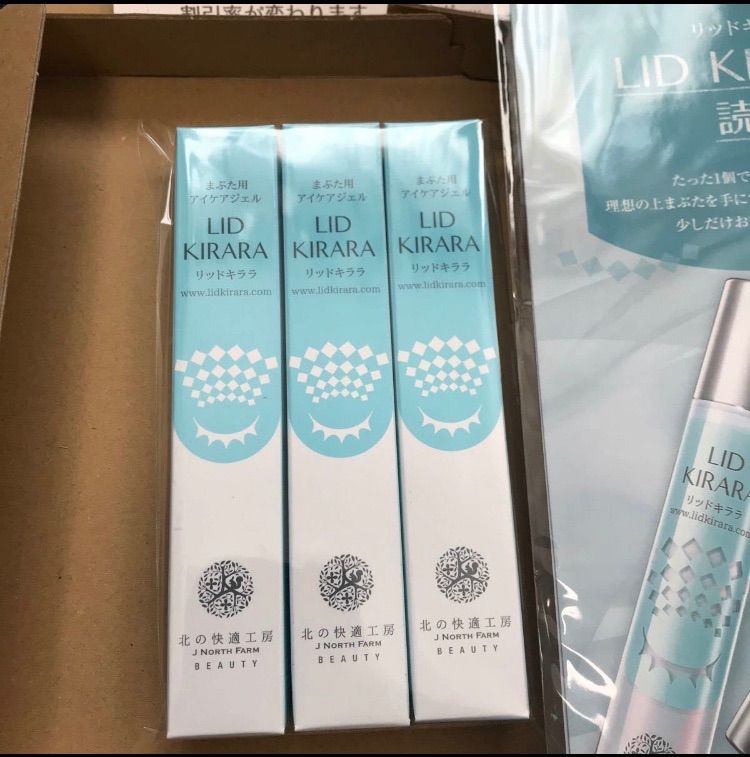 割引率が変わります
まぶた用
アイケアジェル
LID
KIRARA
リッドキララ
www.lidkirara.com
北の快適工房
J NORTH FARM
BEAUTY
まぶた用
アイケアジェル
LID
KIRARA
リッドキララ
www.lidkirara.com
北の快適工房
J NORTH FARM
BEAUTY
まぶた用
アイケアジェル
LID
KIRARA
リッドキララ
www.lidkirara.com
北の快適工房
J NORTH FARM
BEAUTY
リッドキ
LID KI
読
たった1個で
理想の上まぶたを手に
少しだけお
LID
KIRARA
リッドキララ
www.lidkirara.com